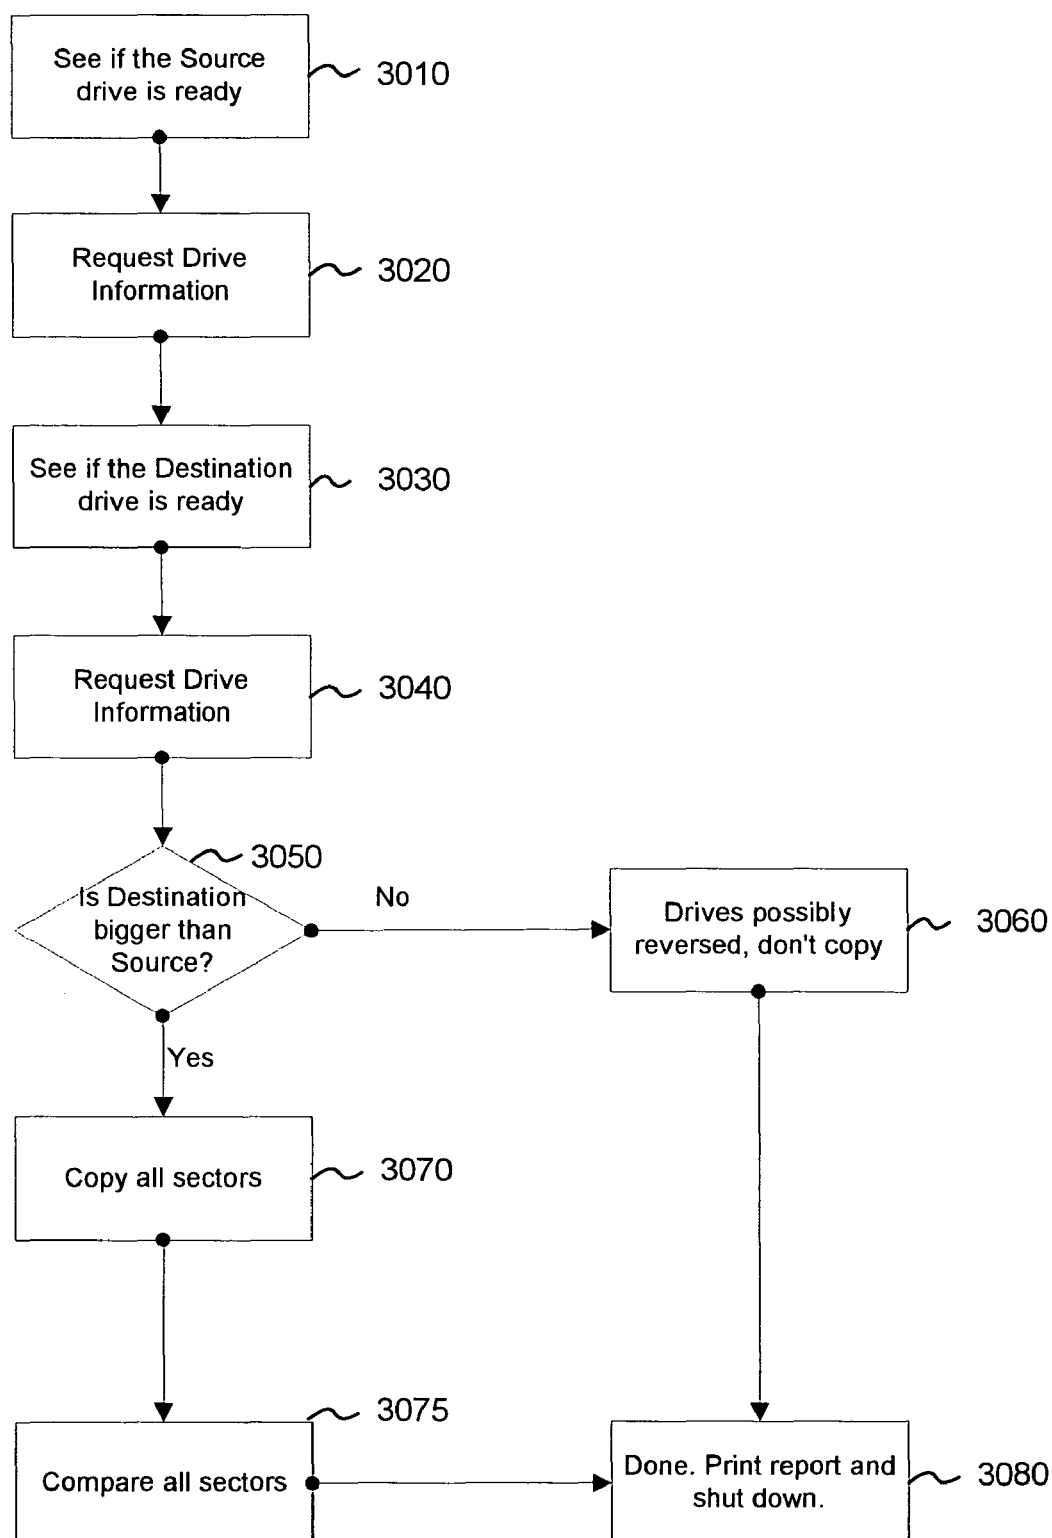 See if the Source
drive is ready
3010
Request Drive
Information
3020
See if the Destination
drive is ready
3030
Request Drive
Information
3040
3050
Is Destination
bigger than
Source?
No
Drives possibly
reversed, don't copy
3060
Yes
Copy all sectors
3070
3075
Compare all sectors
Done. Print report and
shut down.
3080